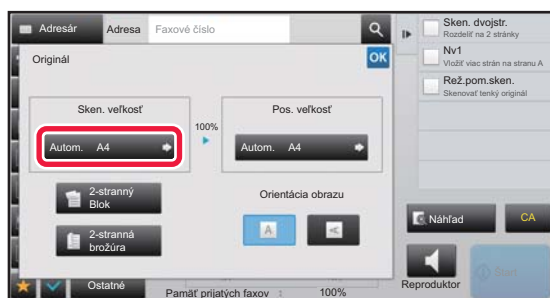 Adresár
Adresa
Faxové číslo
Originál
OK
Sken. veľkosť
Autom. A4
100%
Pos. veľkosť
Autom. A4
2-stranný
Blok
2-stranná
brožúra
Orientácia obrazu
A
A
Sken. dvojstr.
Rozdeliť na 2 stránky
Nv1
Vložiť viac strán na stranu A
Rež.pom.sken.
Skenovať tenký originál
Náhľad
CA
Reproduktor
Štart
Ostatné
Pamäť prijatých faxov : 100%